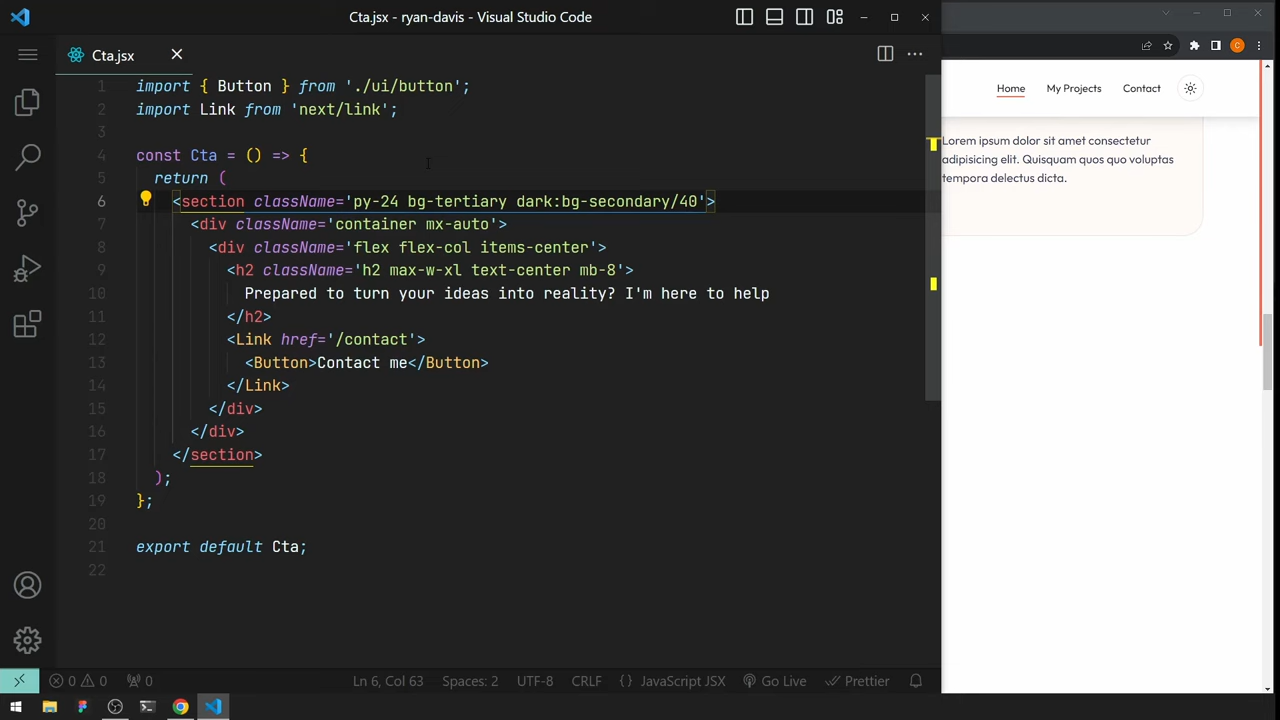 Cta.jsx - ryan-davis - Visual Studio Code
Cta.jsx
1 import { Button } from './ui/button';
2 import Link from 'next/link';
3
4 const Cta = () => {
5 return (
6 <section className='py-24 bg-tertiary dark:bg-secondary/40'>
7 <div className='container mx-auto'>
8 <div className='flex flex-col items-center'>
9 <h2 className='h2 max-w-xl text-center mb-8'>
10 Prepared to turn your ideas into reality? I'm here to help
11 </h2>
12 <Link href='/contact'>
13 <Button>Contact me</Button>
14 </Link>
15 </div>
16 </div>
17 </section>
18 );
19 };
20
21 export default Cta;
22
0 0 0 Ln 6, Col 63 Spaces: 2 UTF-8 CRLF {} JavaScript JSX Go Live Prettier
C
Home My Projects Contact
Lorem ipsum dolor sit amet consectetur
adipisicing elit. Quisquam quos quo voluptas
tempora delectus dicta.